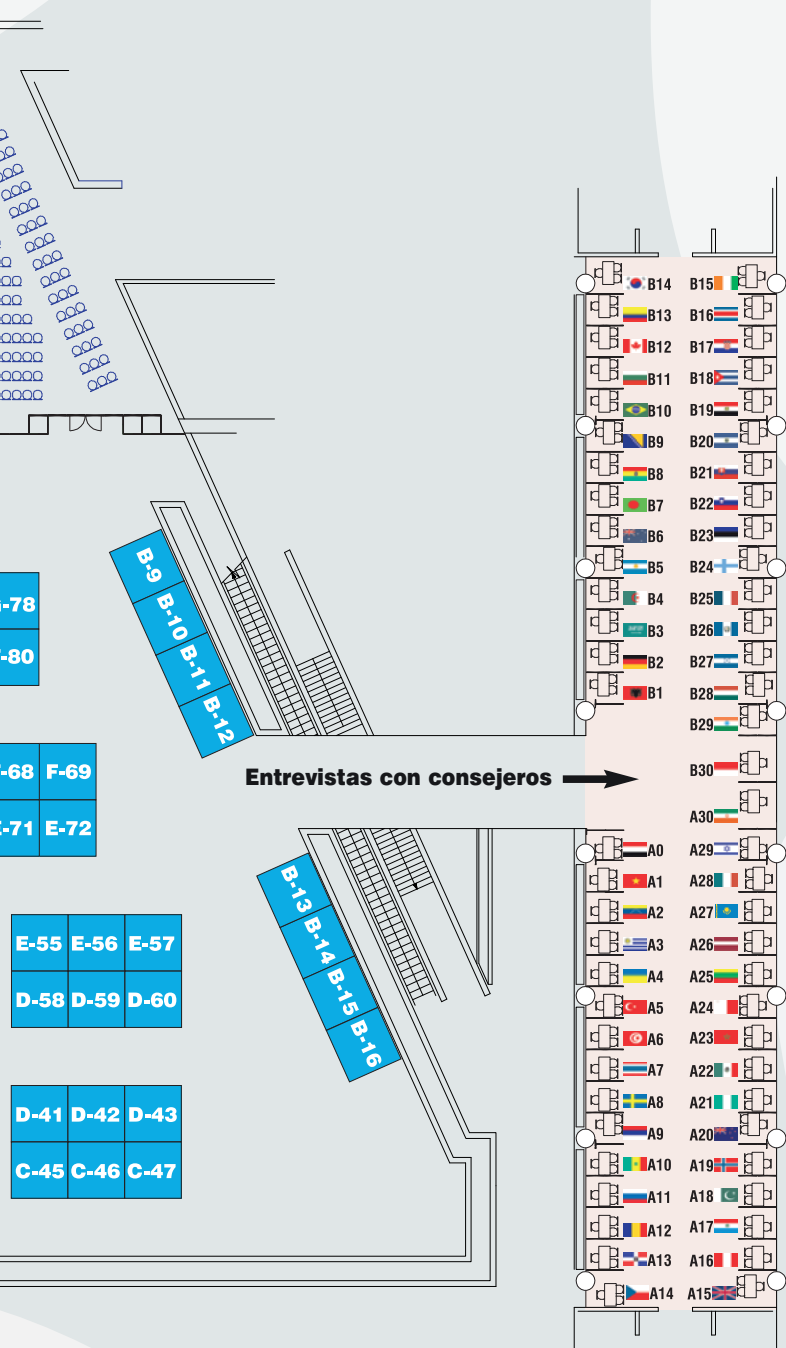 B14 B15
B13 B16
B12 B17
B11 B18
B10 B19
B9 B20
B8 B21
B7 B22
B6 B23
B5 B24
B4 B25
B3 B26
B2 B27
B1 B28
B29
B30
A30
A0 A29
A1 A28
A2 A27
A3 A26
A4 A25
A5 A24
A6 A23
A7 A22
A8 A21
A9 A20
A10 A19
A11 A18
A12 A17
A13 A16
A14 A15
B-9
B-10
B-11
B-12
Entrevistas con consejeros
B-13
B-14
B-15
B-16
-78
-80
-68 F-69
-71 E-72
E-55 E-56 E-57
D-58 D-59 D-60
D-41 D-42 D-43
C-45 C-46 C-47